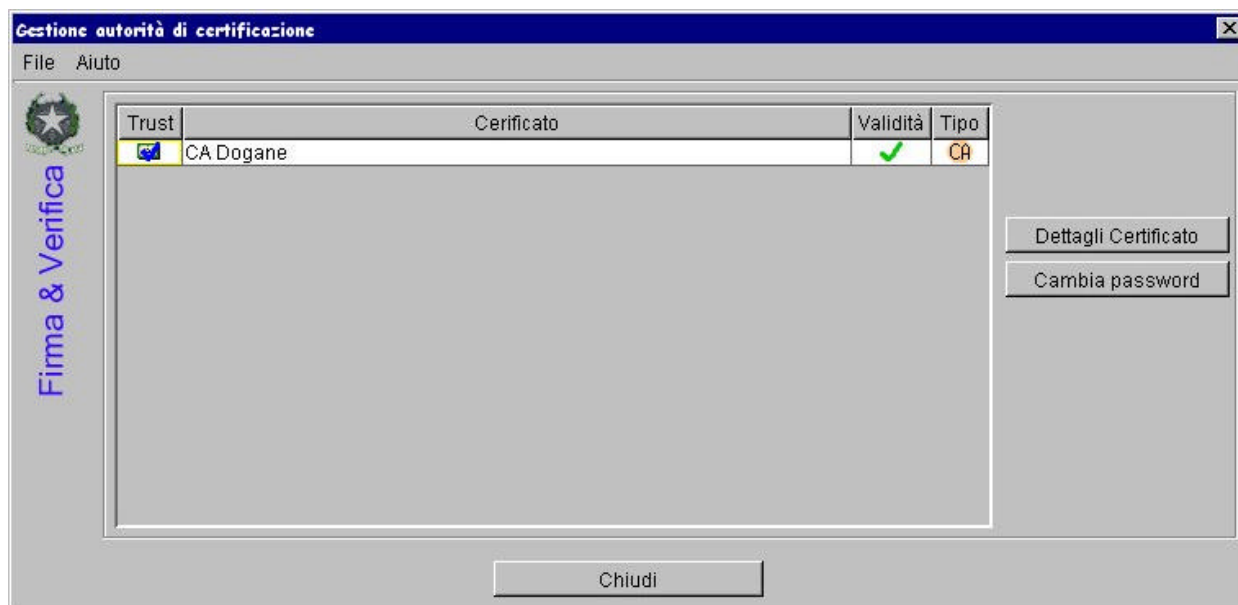 Gestione autorità di certificazione
File Aiuto
Firma & Verifica
Trust Cerificato Validità Tipo
CA Dogane CA
Dettagli Certificato
Cambia password
Chiudi